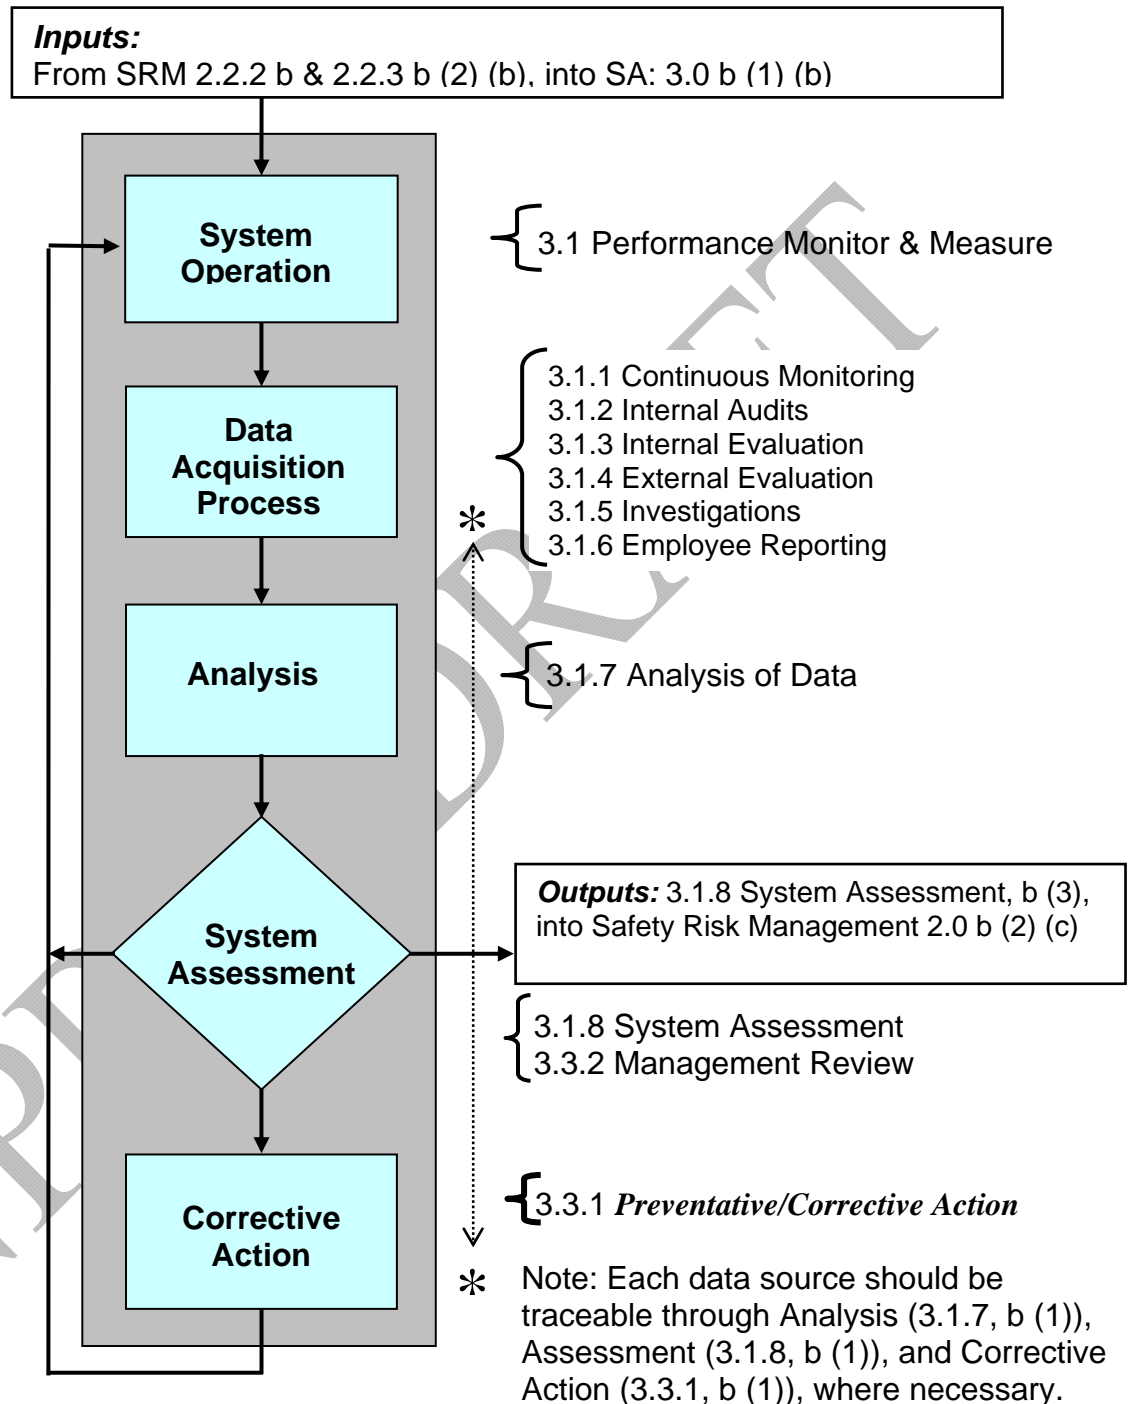 Inputs:
From SRM 2.2.2 b & 2.2.3 b (2) (b), into SA: 3.0 b (1) (b)
System
Operation
3.1 Performance Monitor & Measure
Data
Acquisition
Process
3.1.1 Continuous Monitoring
3.1.2 Internal Audits
3.1.3 Internal Evaluation
3.1.4 External Evaluation
3.1.5 Investigations
3.1.6 Employee Reporting
*
Analysis
3.1.7 Analysis of Data
System
Assessment
Outputs: 3.1.8 System Assessment, b (3),
into Safety Risk Management 2.0 b (2) (c)
3.1.8 System Assessment
3.3.2 Management Review
Corrective
Action
3.3.1 Preventative/Corrective Action
* Note: Each data source should be
traceable through Analysis (3.1.7, b (1)),
Assessment (3.1.8, b (1)), and Corrective
Action (3.3.1, b (1)), where necessary.
DRAFT